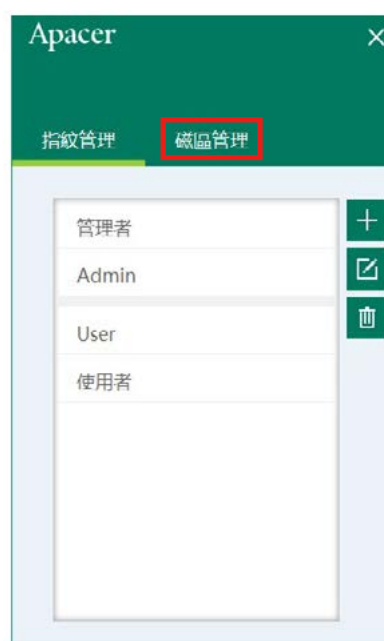 Apacer
指紋管理 磁區管理
管理者
Admin
User
使用者